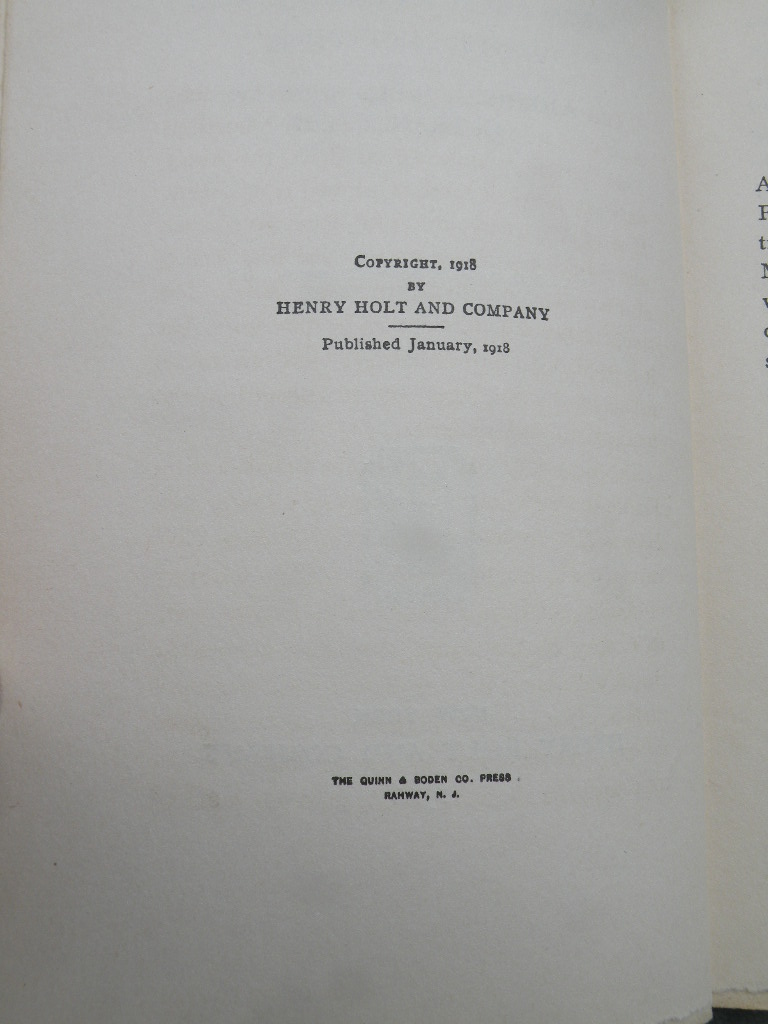 COPYRIGHT, 1918
BY
HENRY HOLT AND COMPANY
Published January, 1918
THE QUINN & BODEN CO. PRESS
RAHWAY, N. J.